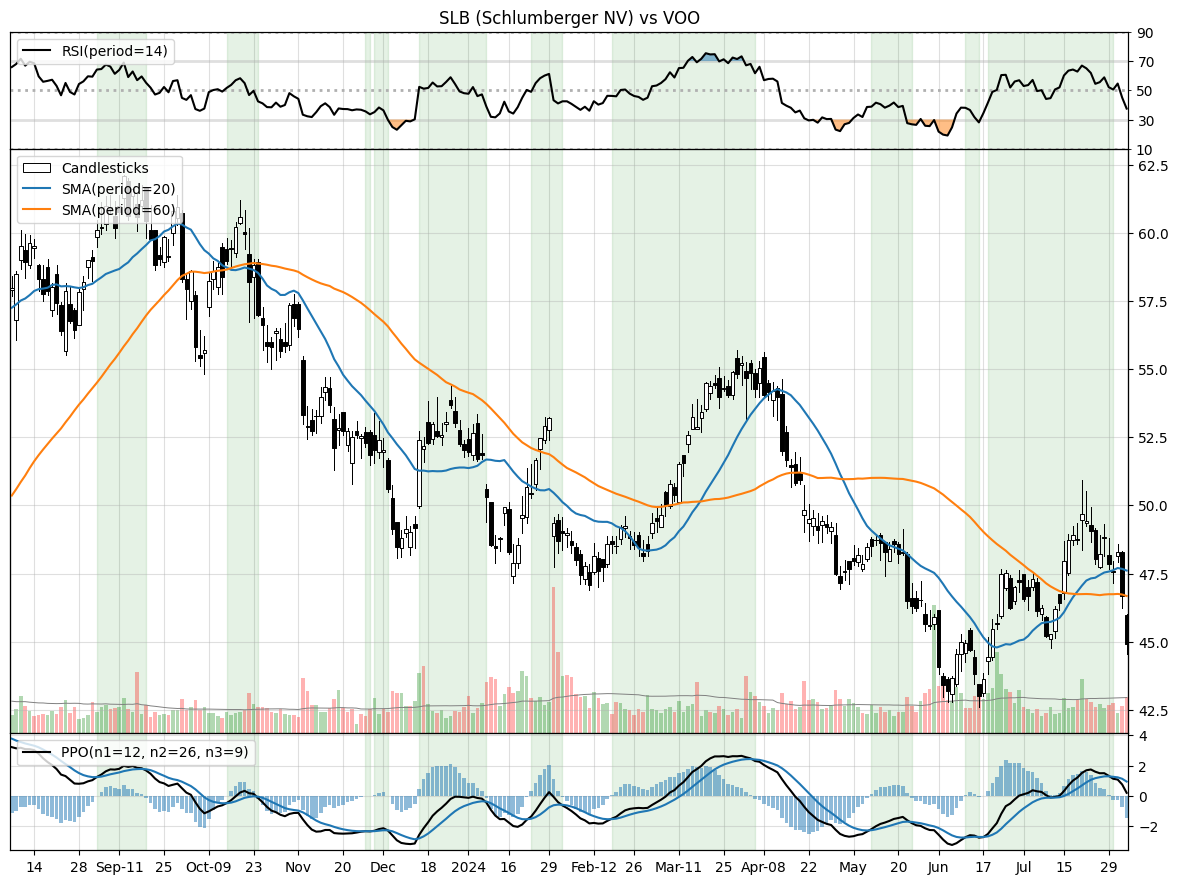 SLB (Schlumberger NV) vs VOO
RSI(period=14)
90
70
50
30
10
Candlesticks
SMA(period=20)
SMA(period=60)
62.5
60.0
57.5
55.0
52.5
50.0
47.5
45.0
42.5
PPO(n1=12, n2=26, n3=9)
4
2
0
−2
14 28 Sep-11 25 Oct-09 23 Nov 20 Dec 18 2024 16 29 Feb-12 26 Mar-11 25 Apr-08 22 May 20 Jun 17 Jul 15 29